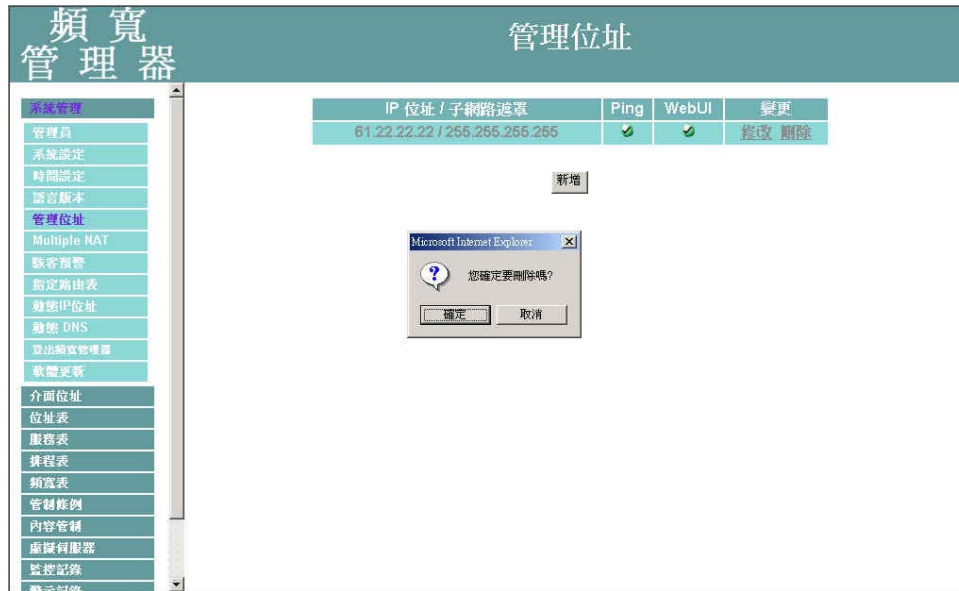 頻寬
管理器
管理位址
系統管理
管理員
系統設定
時間設定
語言版本
管理位址
Multiple NAT
駭客預警
指定路由表
動態IP位址
動態 DNS
登出頻寬管理器
軟體更新
介面位址
位址表
服務表
排程表
頻寬表
管制條例
內容管制
虛擬伺服器
監控記錄
警示記錄
IP 位址 / 子網路遮罩 Ping WebUI 變更
61.22.22.22 / 255.255.255.255 修改 刪除
新增
Microsoft Internet Explorer
您確定要刪除嗎?
確定 取消